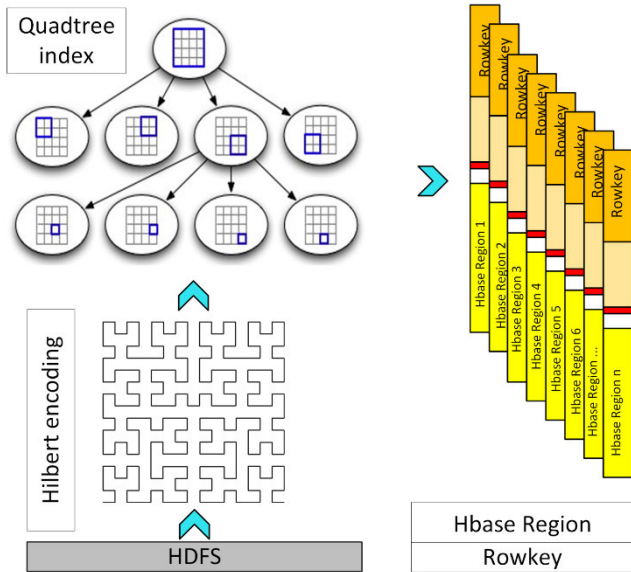 Quadtree
index
Hilbert encoding
HDFS
Rowkey
Rowkey
Rowkey
Rowkey
Rowkey
Rowkey
Rowkey
Rowkey
Hbase Region 1
Hbase Region 2
Hbase Region 3
Hbase Region 4
Hbase Region 5
Hbase Region 6
Hbase Region ...
Hbase Region n
Hbase Region
Rowkey